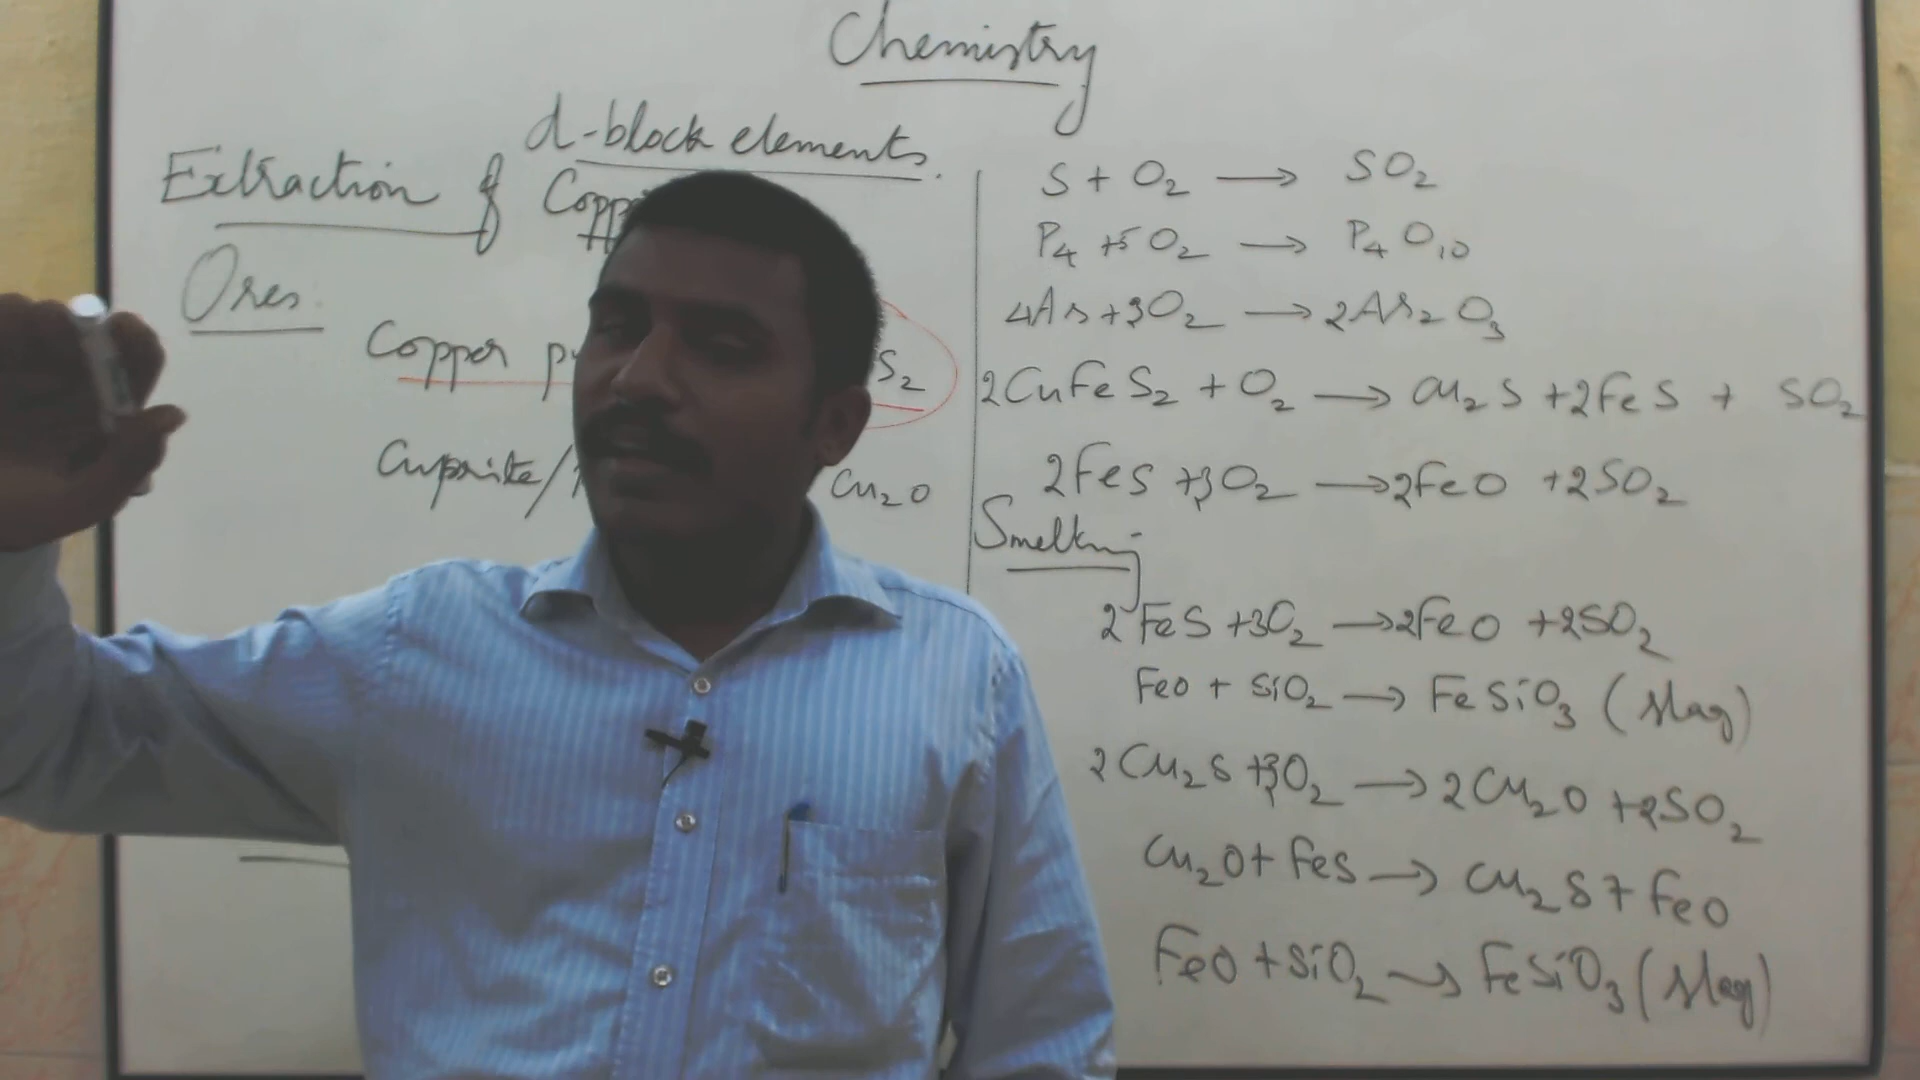 Chemistry
d-block elements.
Extraction of Copp
Ores.
Copper S2
Cuprite/ Cu2O
S + O2 → SO2
P4 +5O2 → P4O10
4As+3O2 → 2As2O3
2CuFeS2 + O2 → Cu2S +2FeS + SO2
2FeS +3O2 → 2FeO +2SO2
Smelting
2FeS +3O2 → 2FeO +2SO2
FeO + SiO2 → FeSiO3 (slag)
2Cu2S +3O2 → 2Cu2O +2SO2
Cu2O + FeS → Cu2S + FeO
FeO + SiO2 → FeSiO3 (slag)